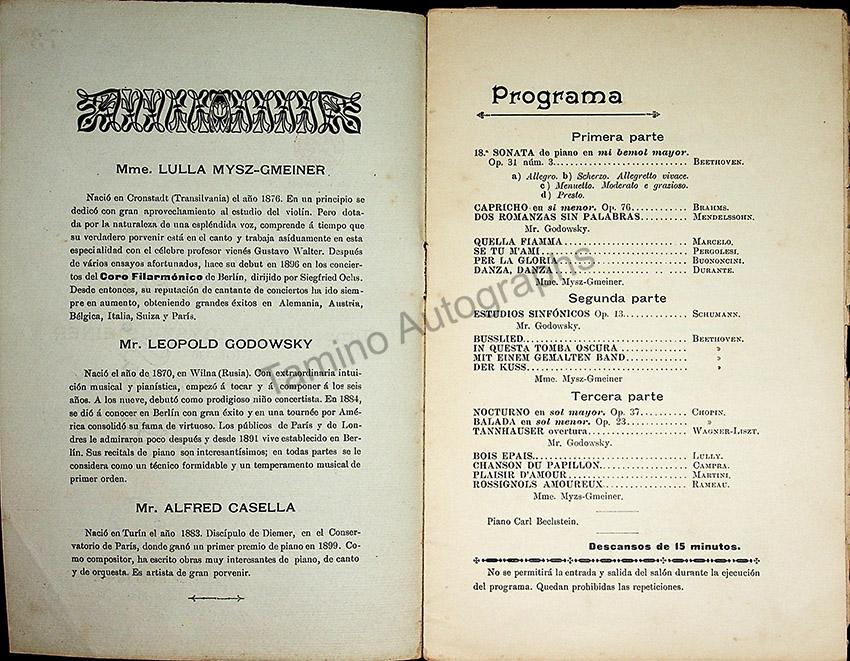 Mme. LULLA MYSZ-GMEINER
Nació en Cronstadt (Transilvania) el año 1876. En un principio se
dedicó con gran aprovechamiento al estudio del violín. Pero dota-
da por la naturaleza de una espléndida voz, comprende á tiempo que
su verdadero porvenir está en el canto y trabaja asíduamente en esta
especialidad con el célebre profesor vienés Gustavo Walter. Después
de vários ensayos afortunados, hace su debut en 1896 en los concier-
tos del Coro Filarmónico de Berlín, dirijido por Siegfried Ochs.
Desde entonces, su reputación de cantante de conciertos ha ido siem-
pre en aumento, obteniendo grandes éxitos en Alemania, Austria,
Bélgica, Italia, Suiza y París.
Mr. LEOPOLD GODOWSKY
Nació el año de 1870, en Wilna (Rusia). Con extraordinaria intui-
ción musical y pianística, empezó á tocar y á componer á los seis
años. A los nueve, debutó como prodigioso niño concertista. En 1884,
se dió á conocer en Berlín con gran éxito y en una tournée por Amé-
rica consolidó su fama de virtuoso. Los públicos de París y de Lon-
dres le admiraron poco después y desde 1891 vive establecido en Ber-
lín. Sus recitals de piano son interesantísimos; en todas partes se le
considera como un técnico formidable y un temperamento musical de
primer orden.
Mr. ALFRED CASELLA
Nació en Turín el año 1883. Discípulo de Diemer, en el Conser-
vatorio de París, donde ganó un primer premio de piano en 1899. Co-
mo compositor, ha escrito obras muy interesantes de piano, de canto
y de orquesta. Es artista de gran porvenir.
Programa
Primera parte
18.ª SONATA de piano en mi bemol mayor.
Op. 31 núm. 3.................... BEETHOVEN.
a) Allegro. b) Scherzo. Allegretto vivace.
c) Menuetto. Moderato e grazioso.
d) Presto.
CAPRICHO en si menor. Op. 76........... BRAHMS.
DOS ROMANZAS SIN PALABRAS......... MENDELSSOHN.
Mr. Godowsky.
QUELLA FIAMMA.................... MARCELO.
SE TU M'AMI.................... PERGOLESI.
PER LA GLORIA.................... BUONONCINI.
DANZA, DANZA.................... DURANTE.
Mme. Mysz-Gmeiner.
Segunda parte
ESTUDIOS SINFÓNICOS Op. 13............ SCHUMANN.
Mr. Godowsky.
BUSSLIED.................... BEETHOVEN.
IN QUESTA TOMBA OSCURA ............ »
MIT EINEM GEMALTEN BAND............ »
DER KUSS.................... »
Mme. Mysz-Gmeiner
Tercera parte
NOCTURNO en sol mayor. Op. 37.......... CHOPIN.
BALADA en sol menor. Op. 23............ »
TANNHAUSER overtura.................. WAGNER-LISZT.
Mr. Godowsky.
BOIS EPAIS.................... LULLY.
CHANSON DU PAPILLON................ CAMPRA.
PLAISIR D'AMOUR.................... MARTINI.
ROSSIGNOLS AMOUREUX................ RAMEAU.
Mme. Myzs-Gmeiner.
Piano Carl Bechstein.
Descansos de 15 minutos.
No se permitirá la entrada y salida del salón durante la ejecución
del programa. Quedan prohibidas las repeticiones.
Tamino Autographs